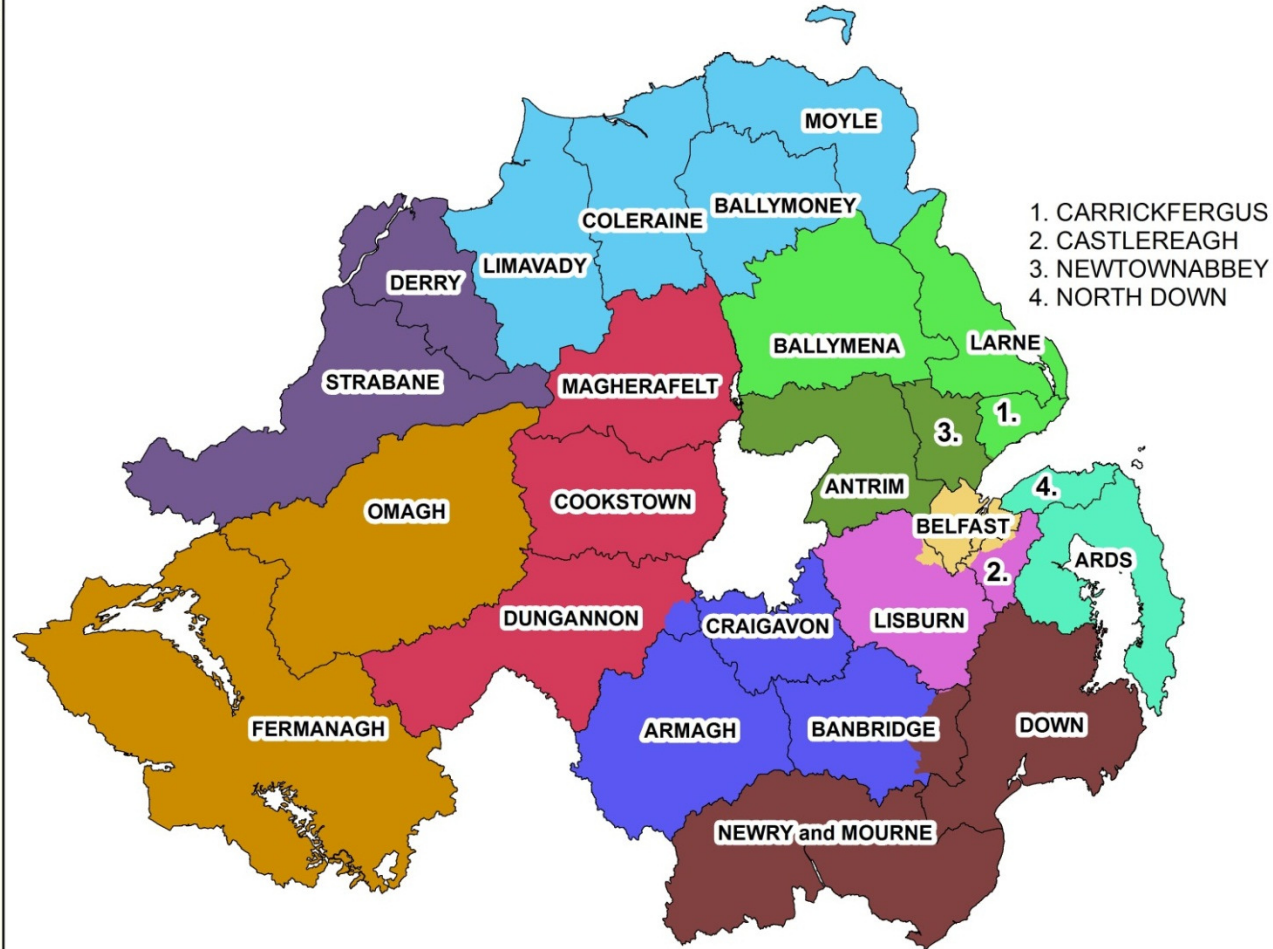 MOYLE
COLERAINE
BALLYMONEY
LIMAVADY
DERRY
1. CARRICKFERGUS
2. CASTLEREAGH
3. NEWTOWNABBEY
4. NORTH DOWN
BALLYMENA
LARNE
STRABANE
MAGHERAFELT
1.
3.
ANTRIM
4.
COOKSTOWN
OMAGH
BELFAST
ARDS
2.
DUNGANNON
CRAIGAVON
LISBURN
FERMANAGH
ARMAGH
BANBRIDGE
DOWN
NEWRY and MOURNE